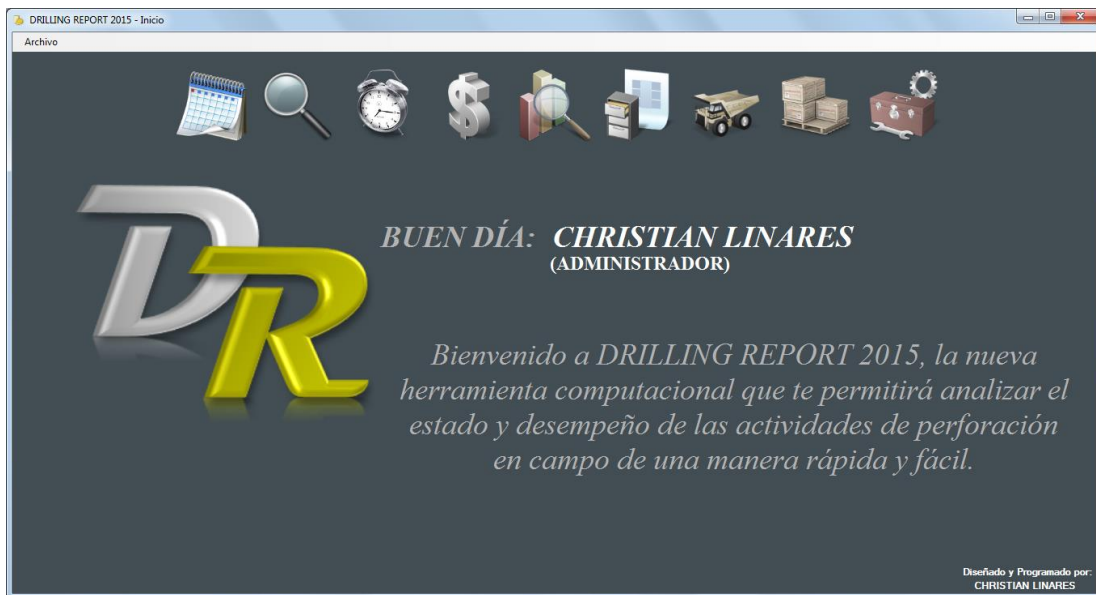 DRILLING REPORT 2015 - Inicio
Archivo
DR
BUEN DÍA: CHRISTIAN LINARES
(ADMINISTRADOR)
Bienvenido a DRILLING REPORT 2015, la nueva
herramienta computacional que te permitirá analizar el
estado y desempeño de las actividades de perforación
en campo de una manera rápida y fácil.
Diseñado y Programado por:
CHRISTIAN LINARES